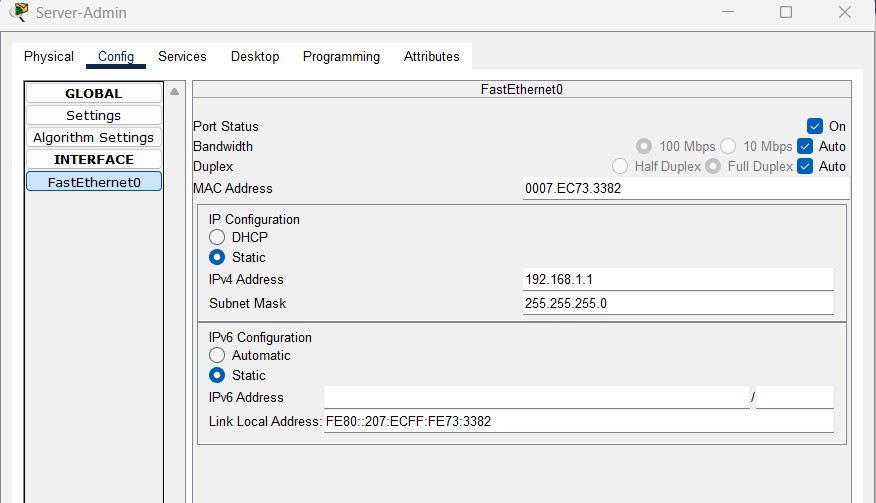 Server-Admin
Physical Config Services Desktop Programming Attributes
GLOBAL
Settings
Algorithm Settings
INTERFACE
FastEthernet0
FastEthernet0
Port Status On
Bandwidth 100 Mbps 10 Mbps Auto
Duplex Half Duplex Full Duplex Auto
MAC Address 0007.EC73.3382
IP Configuration
DHCP
Static
IPv4 Address 192.168.1.1
Subnet Mask 255.255.255.0
IPv6 Configuration
Automatic
Static
IPv6 Address /
Link Local Address: FE80::207:ECFF:FE73:3382